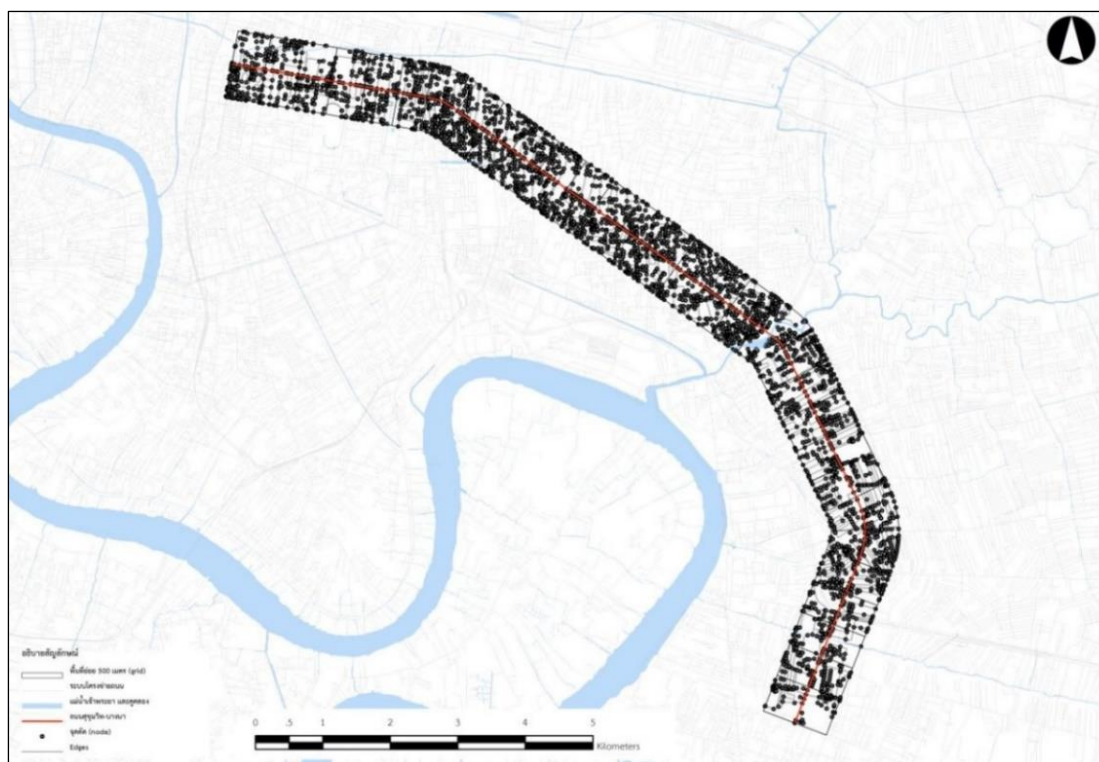 อธิบายสัญลักษณ์
พื้นที่ย่อย 500 เมตร (grid)
ระบบโครงข่ายถนน
แม่น้ำเจ้าพระยา และคูคลอง
ถนนสุขุมวิท-บางนา
จุดตัด (node)
Edges
0 .5 1 2 3 4 5
Kilometers